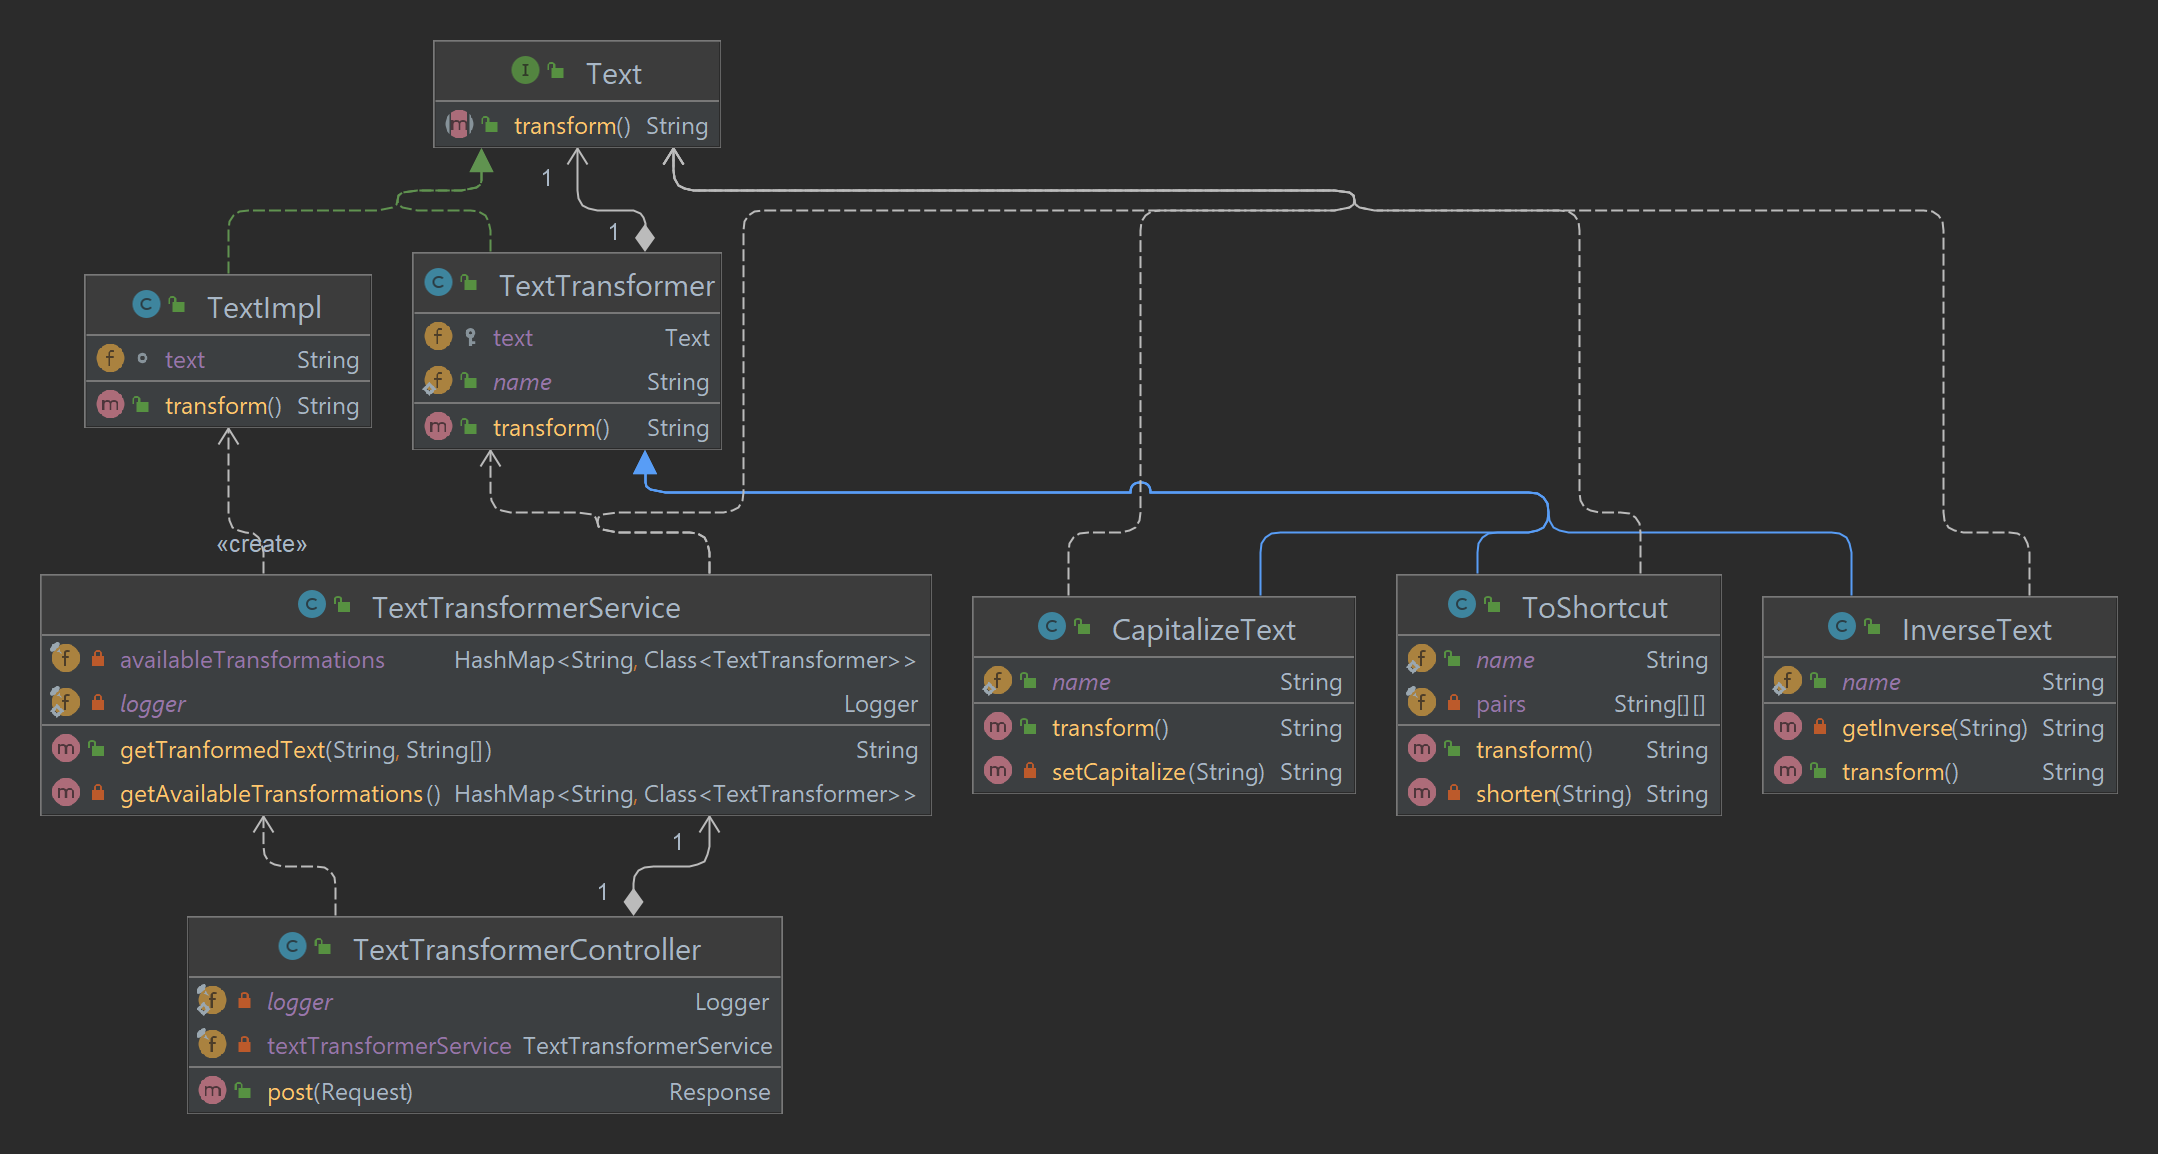 Text
transform() String
1
1
TextImpl
text String
transform() String
TextTransformer
text Text
name String
transform() String
«create»
TextTransformerService
availableTransformations HashMap<String, Class<TextTransformer>>
logger Logger
getTranformedText(String, String[]) String
getAvailableTransformations() HashMap<String, Class<TextTransformer>>
CapitalizeText
name String
transform() String
setCapitalize(String) String
ToShortcut
name String
pairs String[][]
transform() String
shorten(String) String
InverseText
name String
getInverse(String) String
transform() String
1
1
TextTransformerController
logger Logger
textTransformerService TextTransformerService
post(Request) Response